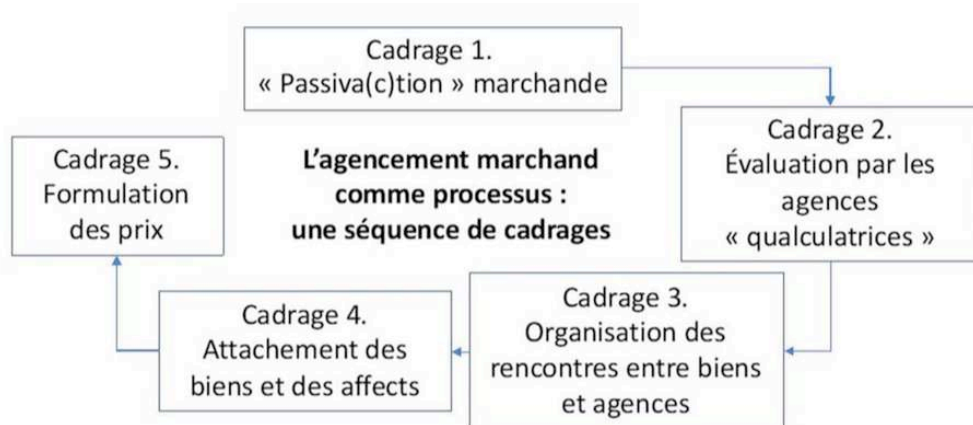 Cadrage 1.
« Passiva(c)tion » marchande
Cadrage 2.
Évaluation par les
agences
« qualculatrices »
Cadrage 5.
Formulation
des prix
L’agencement marchand
comme processus :
une séquence de cadrages
Cadrage 3.
Organisation des
rencontres entre biens
et agences
Cadrage 4.
Attachement des
biens et des affects